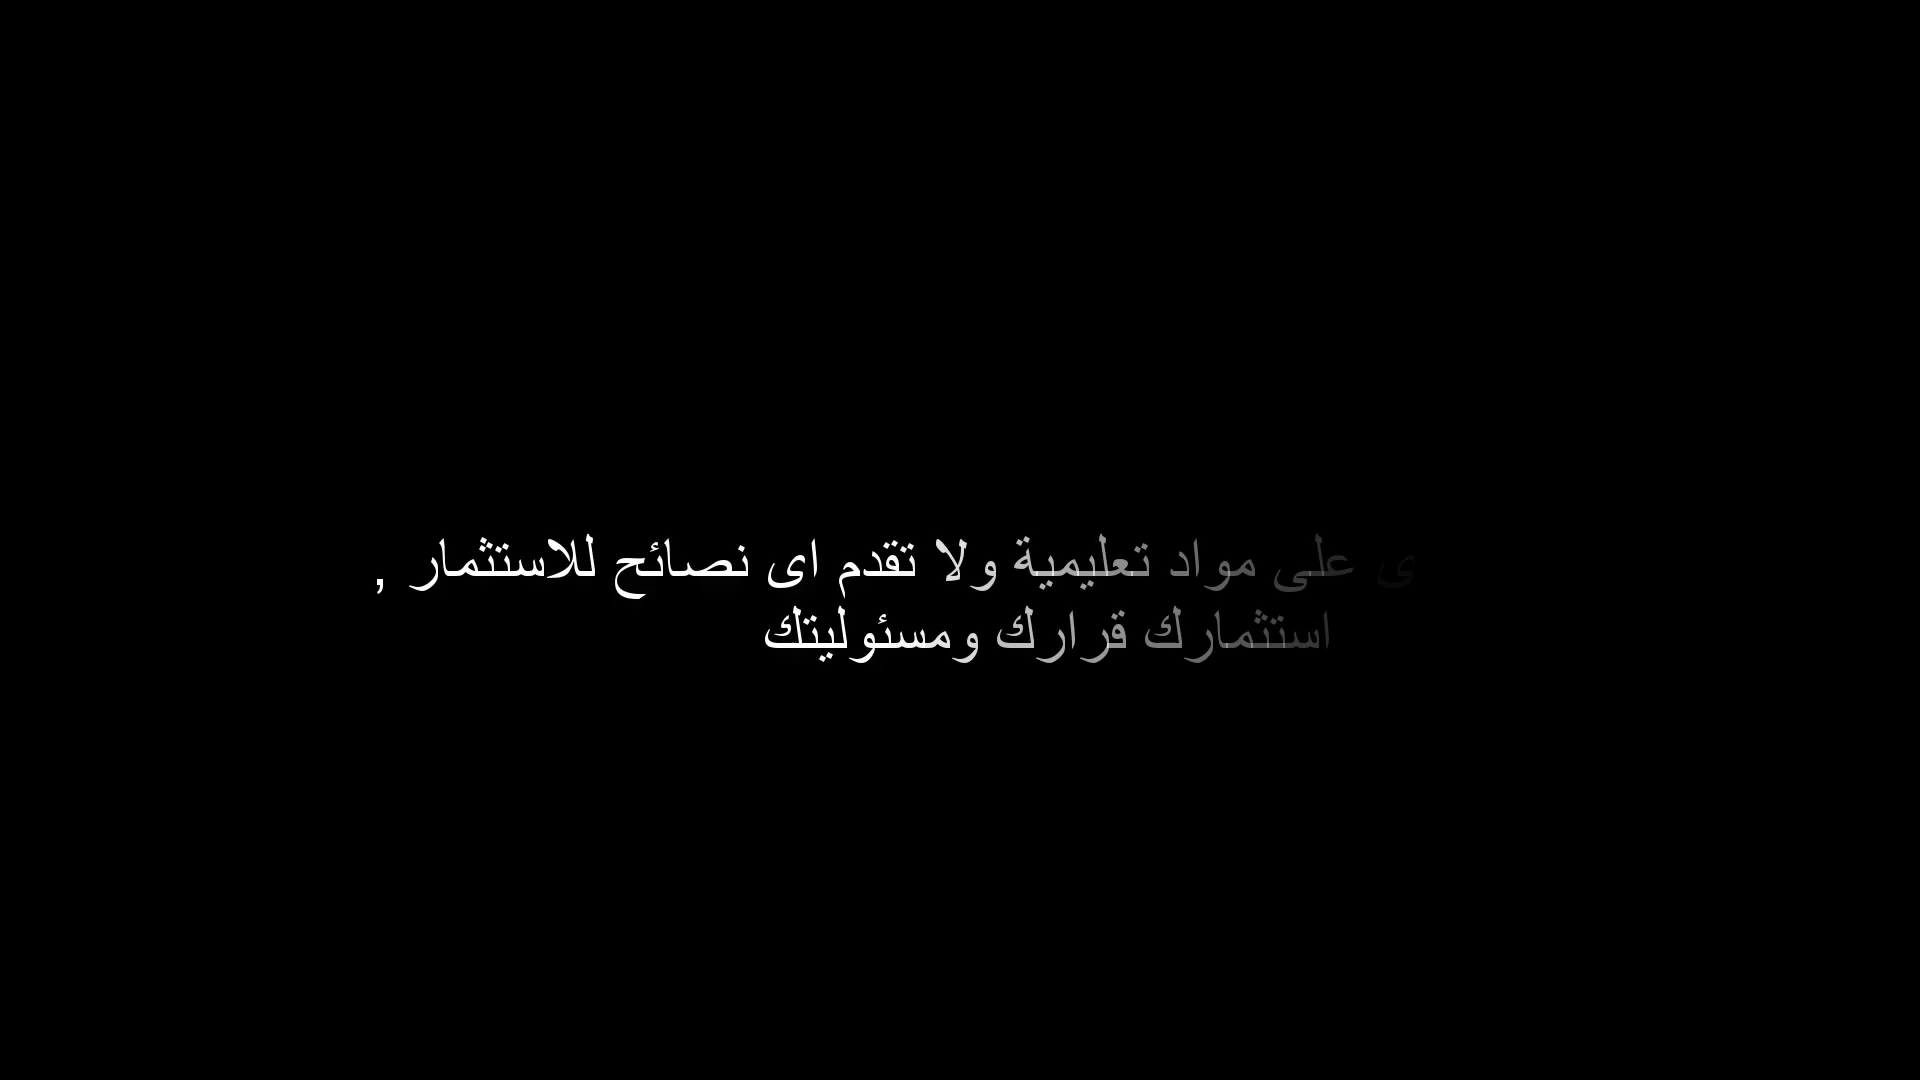 على مواد تعليمية ولا تقدم اى نصائح للاستثمار ,
استثمارك قرارك ومسئوليتك